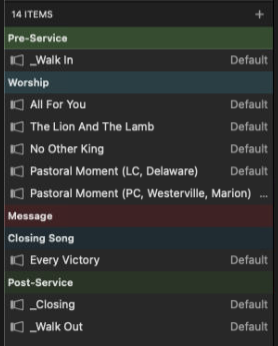 14 ITEMS +
Pre-Service
_Walk In Default
Worship
All For You Default
The Lion And The Lamb Default
No Other King Default
Pastoral Moment (LC, Delaware) Default
Pastoral Moment (PC, Westerville, Marion) ...
Message
Closing Song
Every Victory Default
Post-Service
_Closing Default
_Walk Out Default